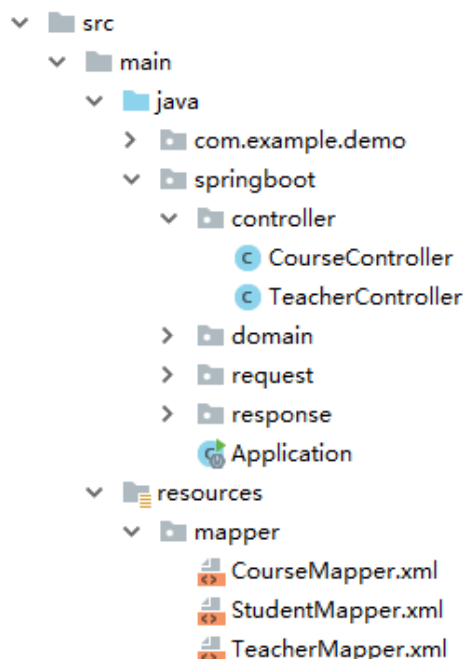 src
main
java
com.example.demo
springboot
controller
CourseController
TeacherController
domain
request
response
Application
resources
mapper
CourseMapper.xml
StudentMapper.xml
TeacherMapper.xml